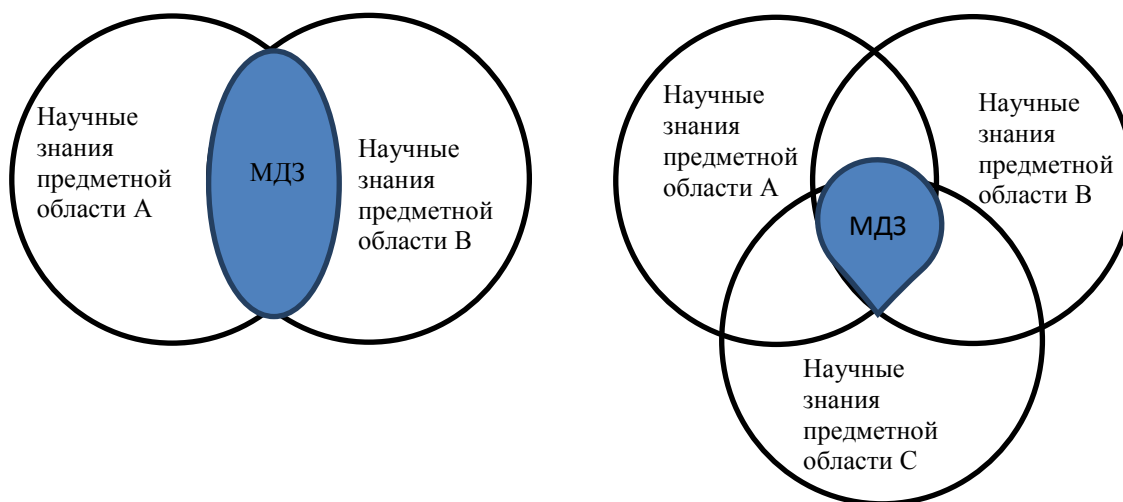 Научные
знания
предметной
области А
МДЗ
Научные
знания
предметной
области В
Научные
знания
предметной
области А
МДЗ
Научные
знания
предметной
области В
Научные
знания
предметной
области С